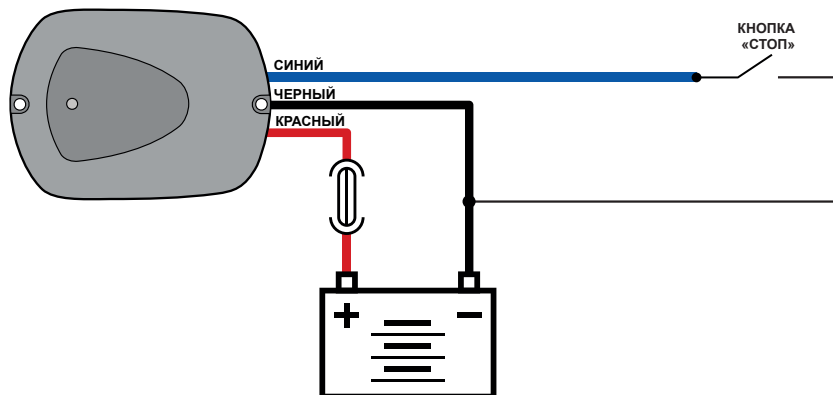 КНОПКА
«СТОП»
СИНИЙ
ЧЕРНЫЙ
КРАСНЫЙ
+ −